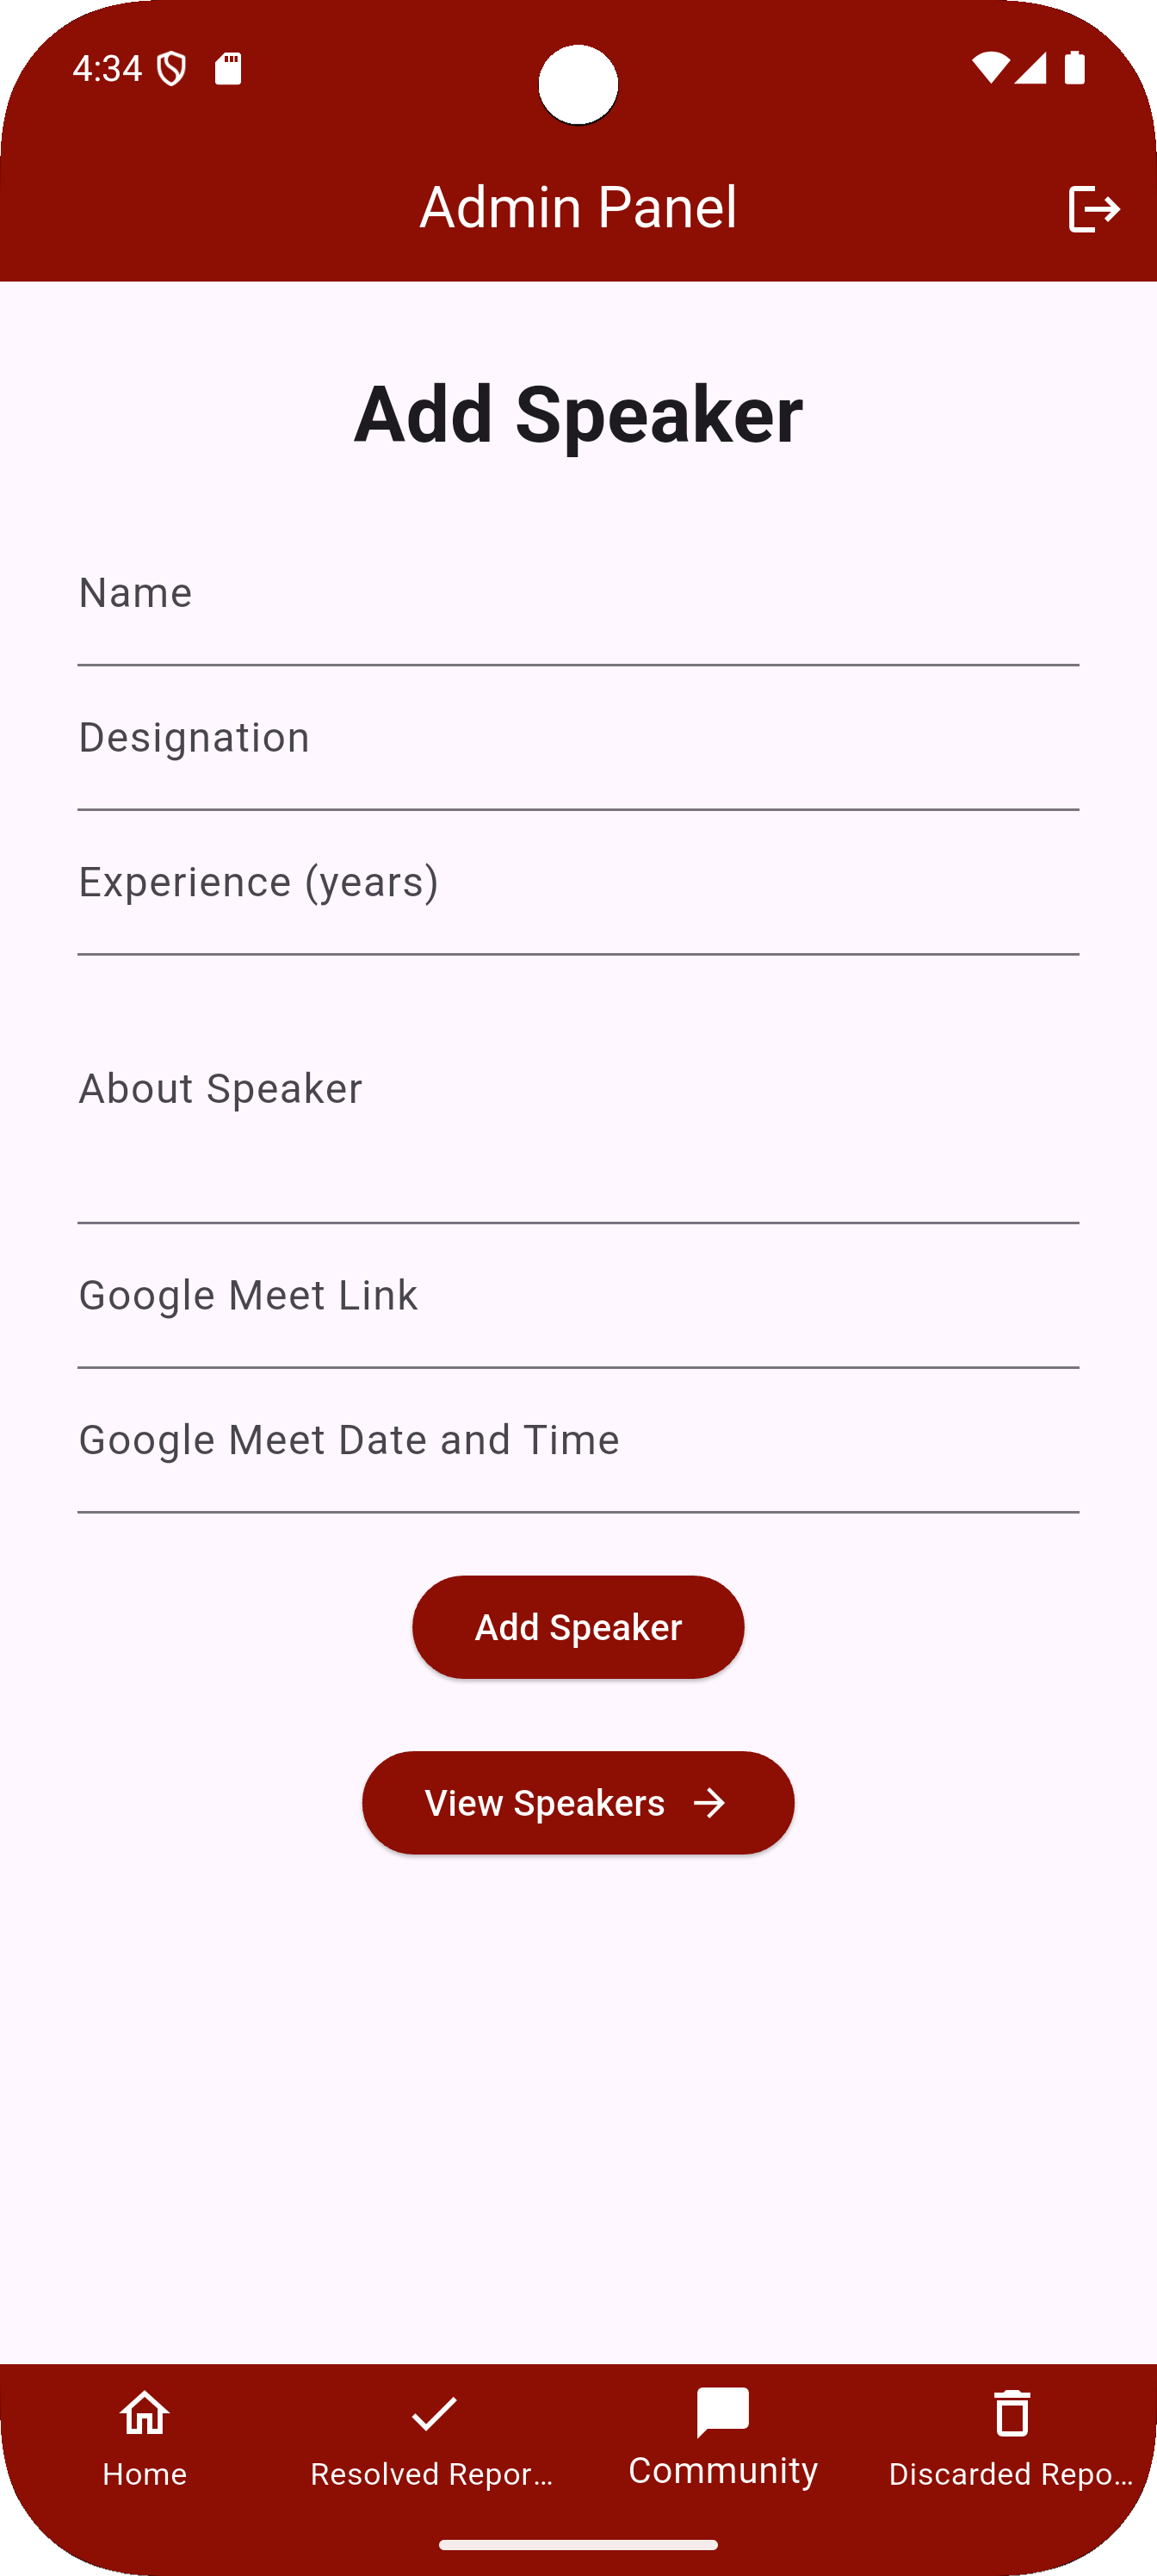 4:34
Admin Panel
Add Speaker
Name
Designation
Experience (years)
About Speaker
Google Meet Link
Google Meet Date and Time
Add Speaker
View Speakers
Home
Resolved Repor...
Community
Discarded Repo...